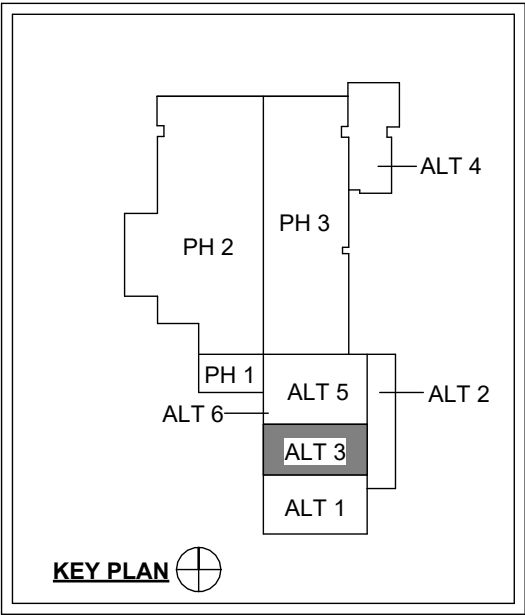 ALT 4
PH 3
PH 2
PH 1
ALT 5
ALT 2
ALT 6
ALT 3
ALT 1
KEY PLAN